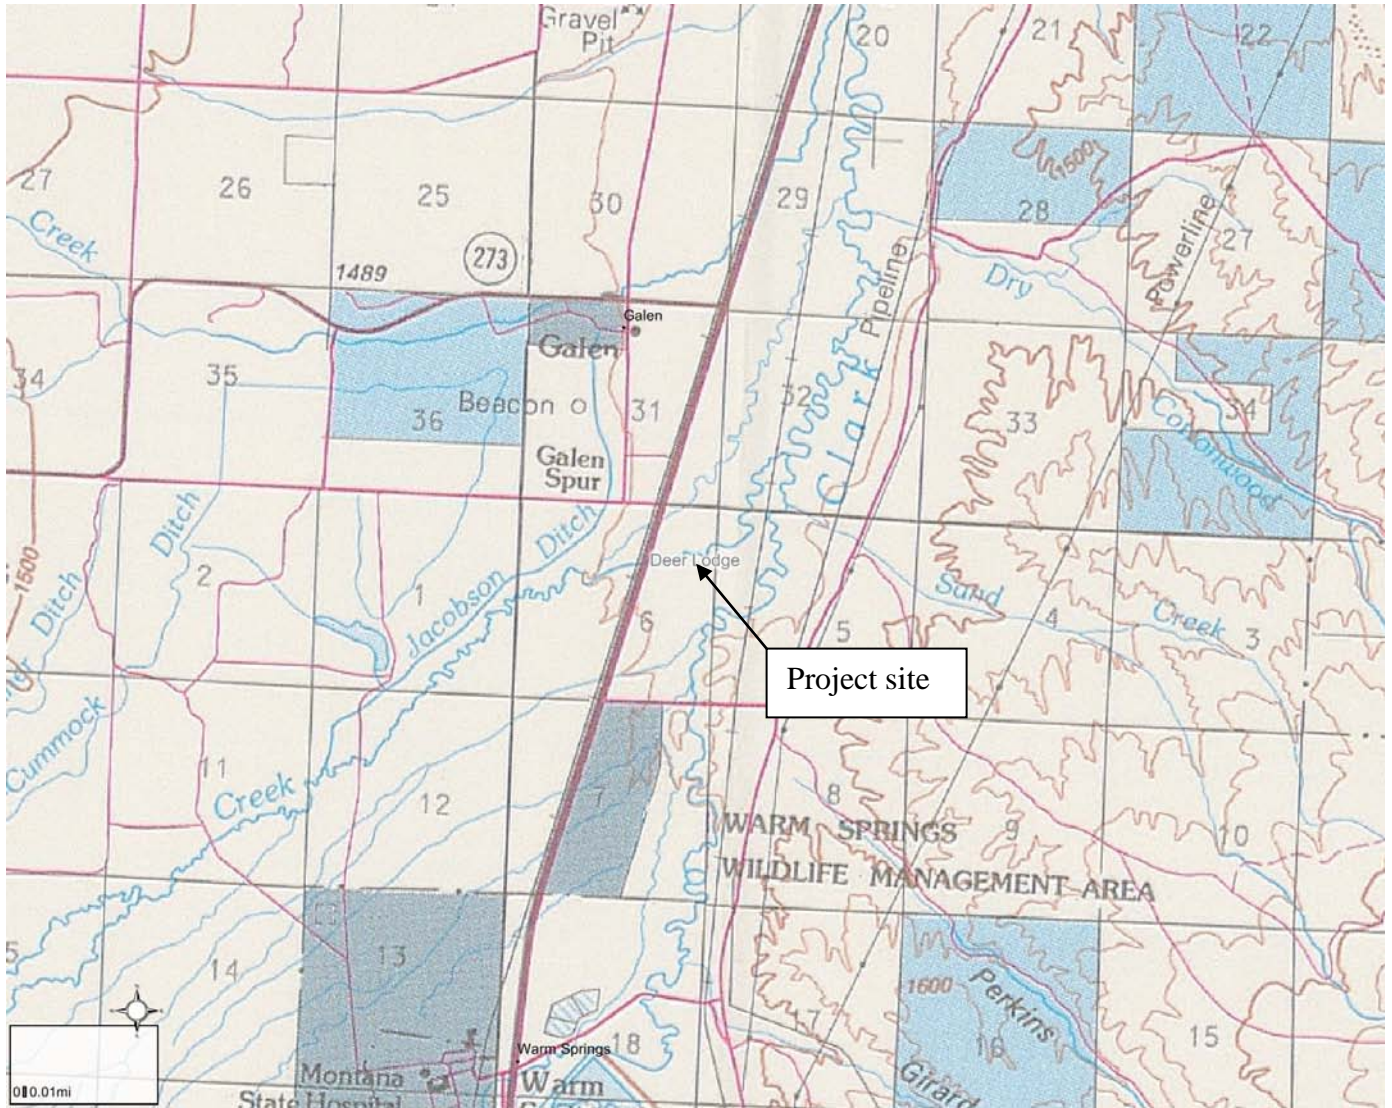 Gravel
Pit
20
21
22
27
26
25
30
29
28
27
1500
Powerline
Creek
273
1489
Pipeline
Dry
Galen
Galen
34
35
36
Beacon
31
32
Clark
33
34
Cottonwood
Galen
Spur
Ditch
Ditch
1500
Ditch
2
1
Jacobson
Deer Lodge
6
5
Sand
4
Creek
3
Project site
Cummock
11
Creek
12
7
8
9
10
WARM SPRINGS
WILDLIFE MANAGEMENT AREA
14
13
1600
Perkins
17
16
15
18
Girard
Warm Springs
Montana
State Hospital
Warm
0 0.01mi